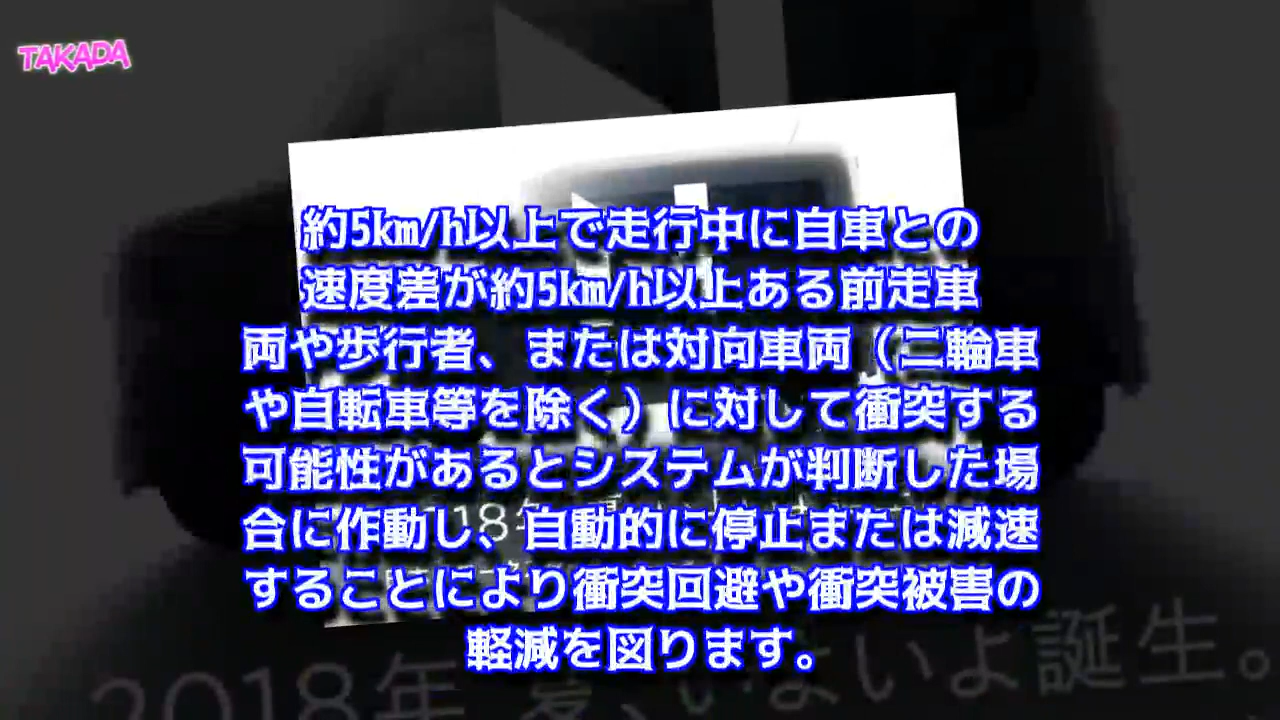 TAKADA
約5km/h以上で走行中に自車との
速度差が約5km/h以上ある前走車
両や歩行者、または対向車両（二輪車
や自転車等を除く）に対して衝突する
可能性があるとシステムが判断した場
合に作動し、自動的に停止または減速
することにより衝突回避や衝突被害の
軽減を図ります。
2018年 夏、いよいよ誕生。